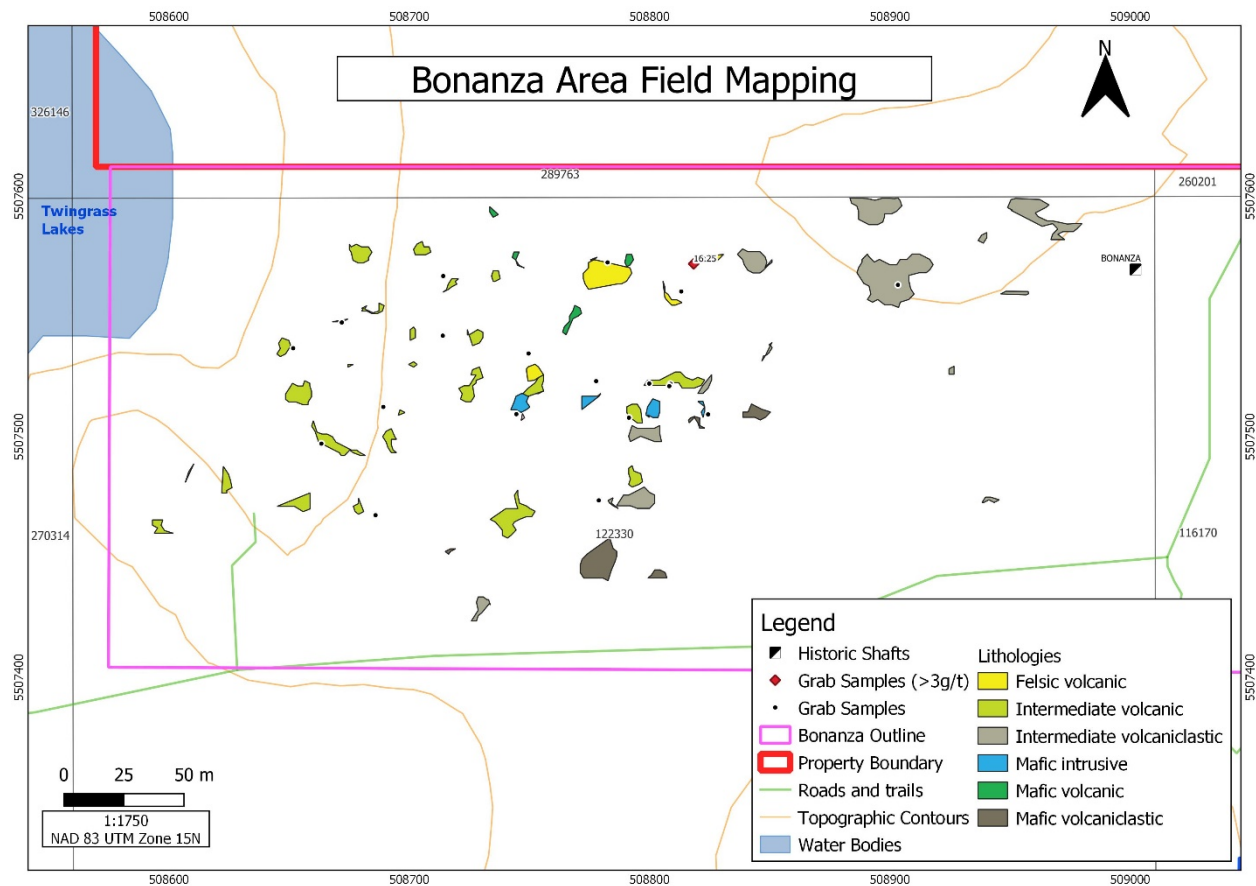 508600
508700
508800
508900
509000
Bonanza Area Field Mapping
N
326146
289763
260201
5507600
5507600
Twingrass
Lakes
16.25
BONANZA
5507500
5507500
270314
122330
116170
5507400
5507400
Legend
Historic Shafts
Grab Samples (>3g/t)
Grab Samples
Bonanza Outline
Property Boundary
Roads and trails
Topographic Contours
Water Bodies
Lithologies
Felsic volcanic
Intermediate volcanic
Intermediate volcaniclastic
Mafic intrusive
Mafic volcanic
Mafic volcaniclastic
0 25 50 m
1:1750
NAD 83 UTM Zone 15N
508600
508700
508800
508900
509000